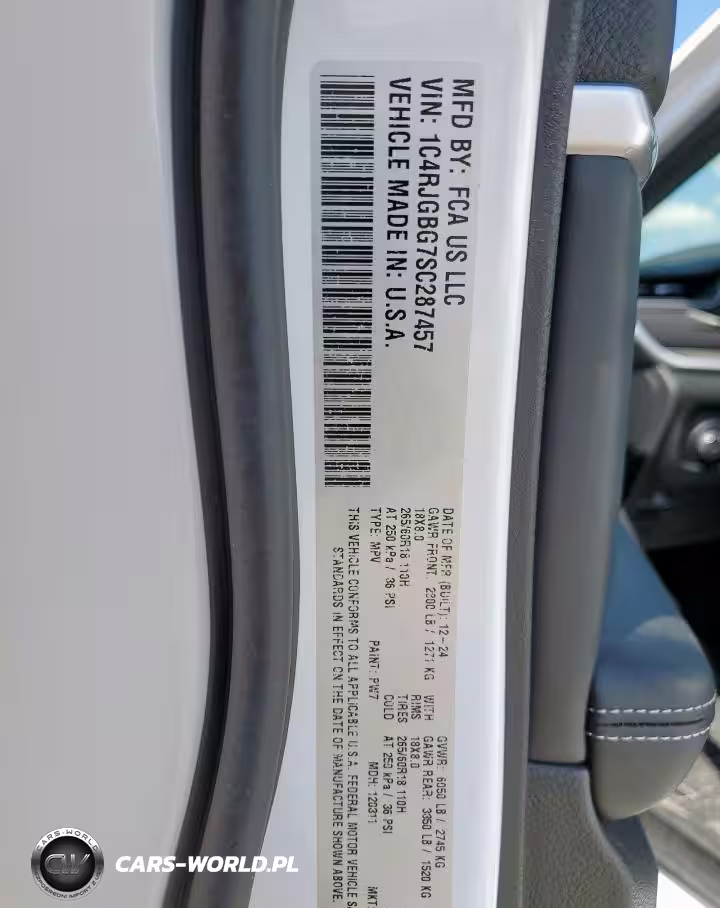 MFD BY: FCA US LLC
VIN: 1C4RJGBG7SC287457
VEHICLE MADE IN: U.S.A.
DATE OF MFR (BUILT): 12-24 GVWR: 6050 LB / 2745 KG
GAWR FRONT: 2800 LB / 1271 KG WITH GAWR REAR: 3350 LB / 1520 KG
18X8.0 RIMS 18X8.0
265/60R18 110H TIRES 265/60R18 110H
AT 250 kPa / 36 PSI COLD AT 250 kPa / 36 PSI
TYPE: MPV PAINT: PW7 MDH: 120311 MKT:
THIS VEHICLE CONFORMS TO ALL APPLICABLE U.S.A. FEDERAL MOTOR VEHICLE
STANDARDS IN EFFECT ON THE DATE OF MANUFACTURE SHOWN ABOVE.
CARS-WORLD
CW
CARS-WORLD.PL